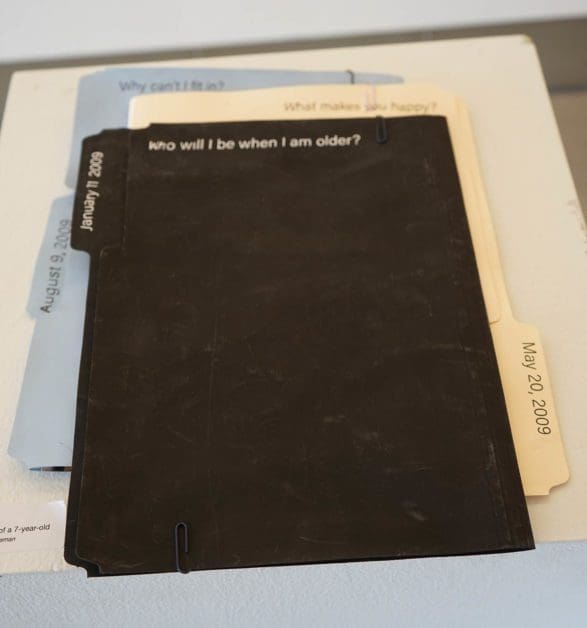 Why can't I fit in?
What makes you happy?
Who will I be when I am older?
January 11 2009
August 9, 2009
May 20, 2009
of a 7-year-old